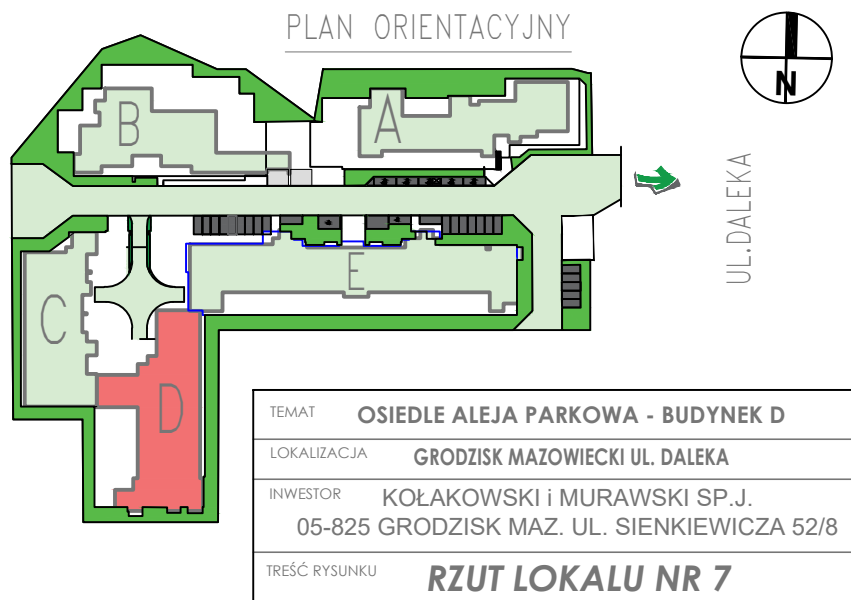 PLAN ORIENTACYJNY
N
B
A
UL.DALEKA
E
C
D
TEMAT OSIEDLE ALEJA PARKOWA - BUDYNEK D
LOKALIZACJA GRODZISK MAZOWIECKI UL. DALEKA
INWESTOR KOŁAKOWSKI i MURAWSKI SP.J.
05-825 GRODZISK MAZ. UL. SIENKIEWICZA 52/8
TREŚĆ RYSUNKU RZUT LOKALU NR 7